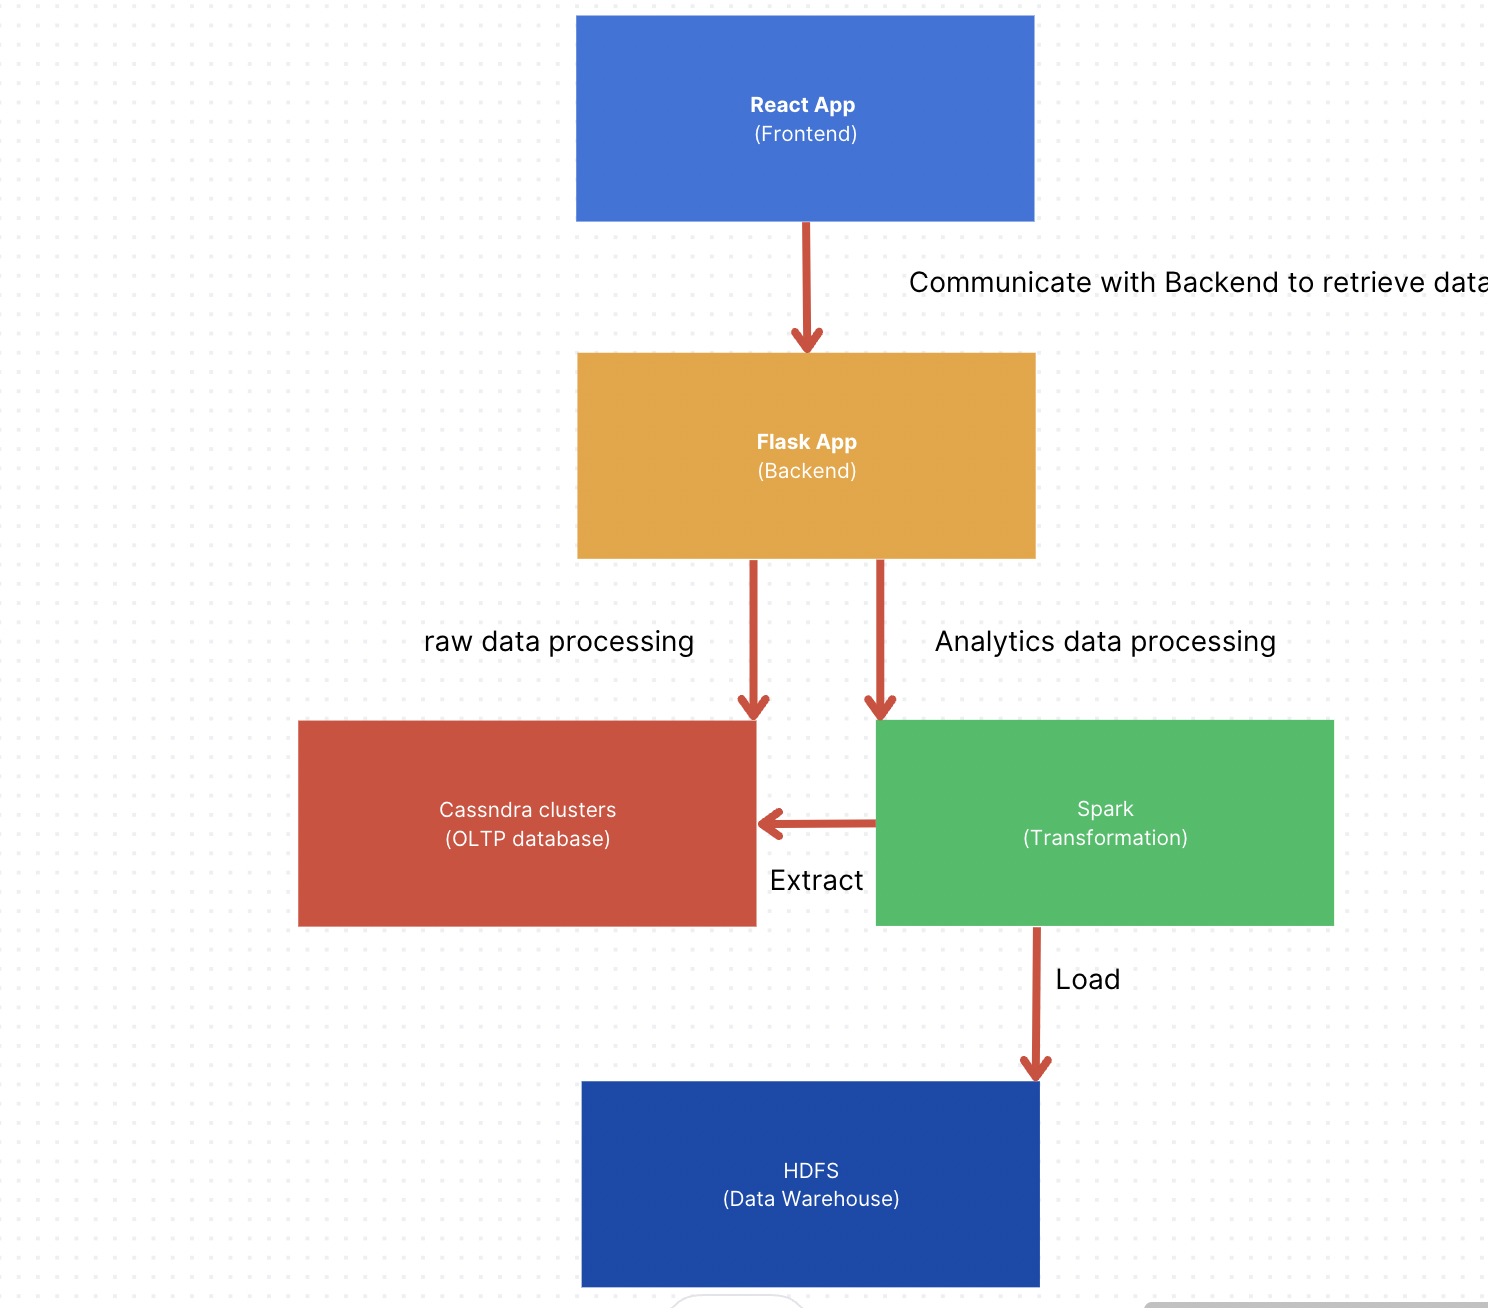 React App
(Frontend)
Communicate with Backend to retrieve data
Flask App
(Backend)
raw data processing
Analytics data processing
Cassndra clusters
(OLTP database)
Spark
(Transformation)
Extract
Load
HDFS
(Data Warehouse)